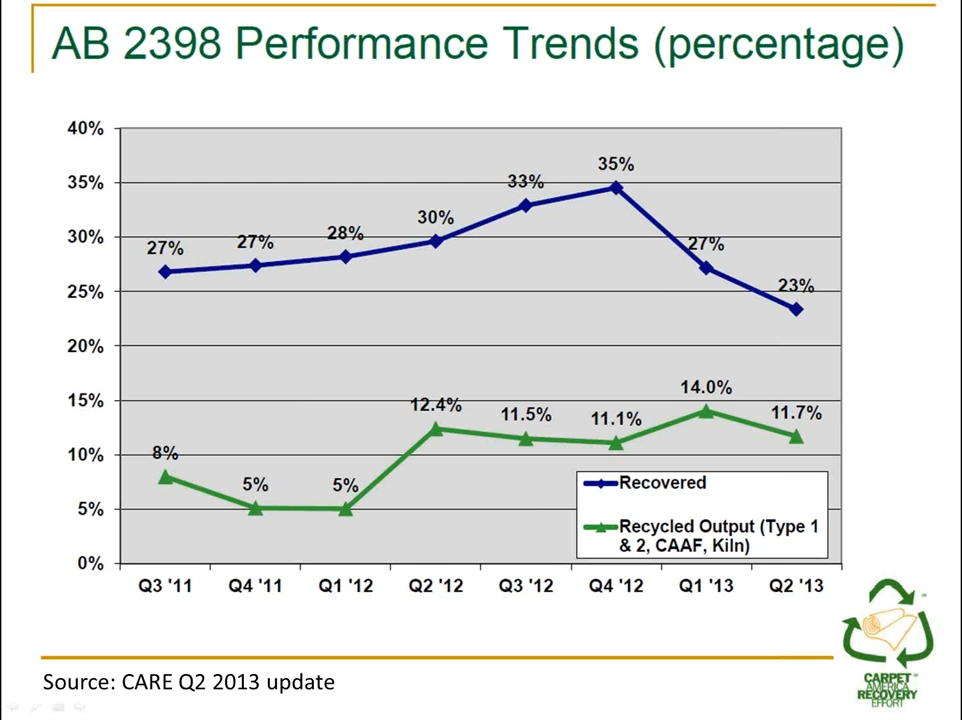 AB 2398 Performance Trends (percentage)
40%
35%
30%
25%
20%
15%
10%
5%
0%
27%
27%
28%
30%
33%
35%
27%
23%
8%
5%
5%
12.4%
11.5%
11.1%
14.0%
11.7%
Recovered
Recycled Output (Type 1
& 2, CAAF, Kiln)
Q3 '11
Q4 '11
Q1 '12
Q2 '12
Q3 '12
Q4 '12
Q1 '13
Q2 '13
CARPET
AMERICA
RECOVERY
EFFORT
Source: CARE Q2 2013 update